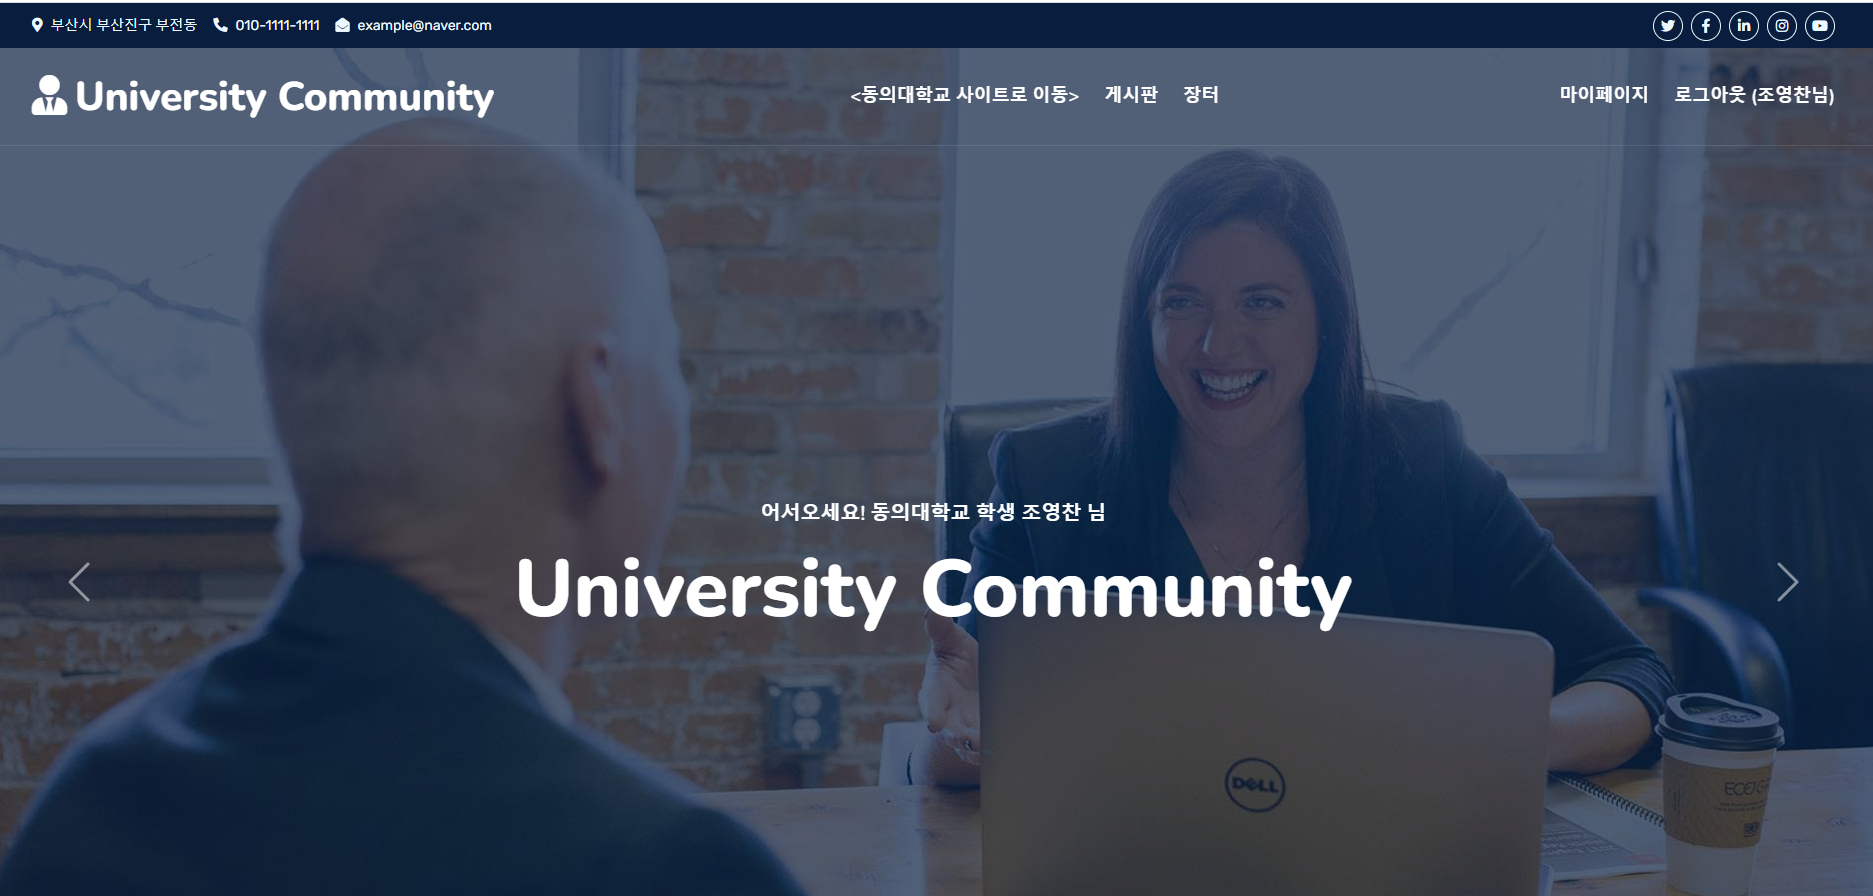 부산시 부산진구 부전동 010-1111-1111 example@naver.com
University Community <동의대학교 사이트로 이동> 게시판 장터 마이페이지 로그아웃 (조영찬님)
어서오세요! 동의대학교 학생 조영찬 님
University Community
DELL